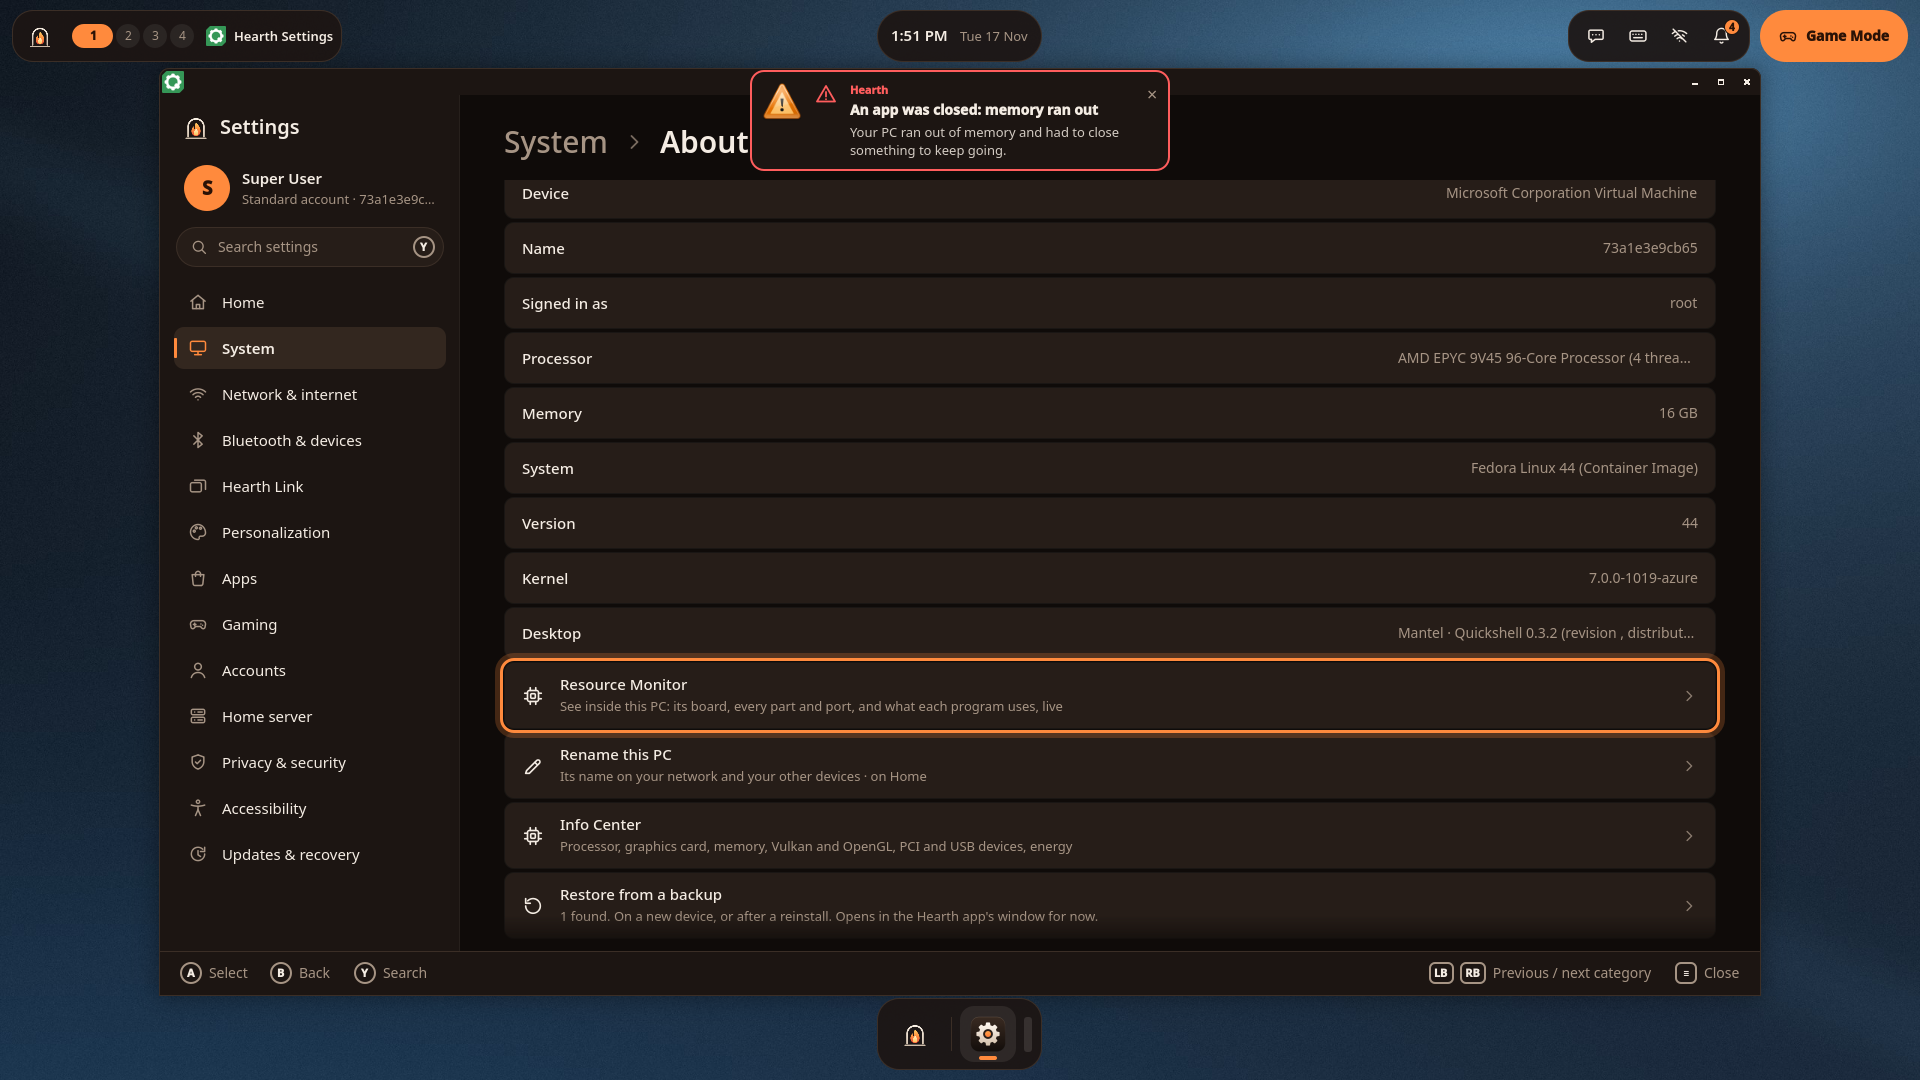 1 2 3 4 Hearth Settings
1:51 PM Tue 17 Nov
4
Game Mode
Hearth
An app was closed: memory ran out
Your PC ran out of memory and had to close
something to keep going.
Settings
S
Super User
Standard account · 73a1e3e9c...
Search settings Y
Home
System
Network & internet
Bluetooth & devices
Hearth Link
Personalization
Apps
Gaming
Accounts
Home server
Privacy & security
Accessibility
Updates & recovery
System > About
Device Microsoft Corporation Virtual Machine
Name 73a1e3e9cb65
Signed in as root
Processor AMD EPYC 9V45 96-Core Processor (4 threa...
Memory 16 GB
System Fedora Linux 44 (Container Image)
Version 44
Kernel 7.0.0-1019-azure
Desktop Mantel · Quickshell 0.3.2 (revision , distribut...
Resource Monitor
See inside this PC: its board, every part and port, and what each program uses, live
Rename this PC
Its name on your network and your other devices · on Home
Info Center
Processor, graphics card, memory, Vulkan and OpenGL, PCI and USB devices, energy
Restore from a backup
1 found. On a new device, or after a reinstall. Opens in the Hearth app's window for now.
A Select B Back Y Search
LB RB Previous / next category ≡ Close